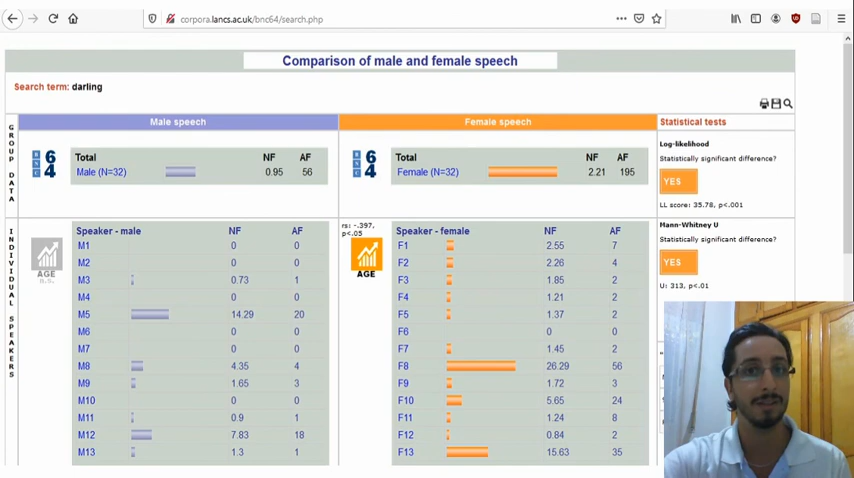 corpora.lancs.ac.uk/bnc64/search.php
Comparison of male and female speech
Search term: darling
GROUP DATA
Male speech
BNC 64
Total NF AF
Male (N=32) 0.95 56
Female speech
BNC 64
Total NF AF
Female (N=32) 2.21 195
Statistical tests
Log-likelihood
Statistically significant difference?
YES
LL score: 35.78, p<.001
Mann-Whitney U
Statistically significant difference?
YES
U: 313, p<.01
INDIVIDUAL SPEAKERS
AGE
n.s.
Speaker - male NF AF
M1 0 0
M2 0 0
M3 0.73 1
M4 0 0
M5 14.29 20
M6 0 0
M7 0 0
M8 4.35 4
M9 1.65 3
M10 0 0
M11 0.9 1
M12 7.83 18
M13 1.3 1
rs: -.397,
p<.05
AGE
Speaker - female NF AF
F1 2.55 7
F2 2.26 4
F3 1.85 2
F4 1.21 2
F5 1.37 2
F6 0 0
F7 1.45 2
F8 26.29 56
F9 1.72 3
F10 5.65 24
F11 1.24 8
F12 0.84 2
F13 15.63 35